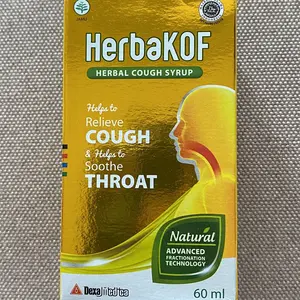 HerbaKOF
HERBAL COUGH SYRUP
Helps to
Relieve
COUGH
& Helps to
Soothe
THROAT
Natural
ADVANCED
FRACTIONATION
TECHNOLOGY
Dexa Medica
60 ml